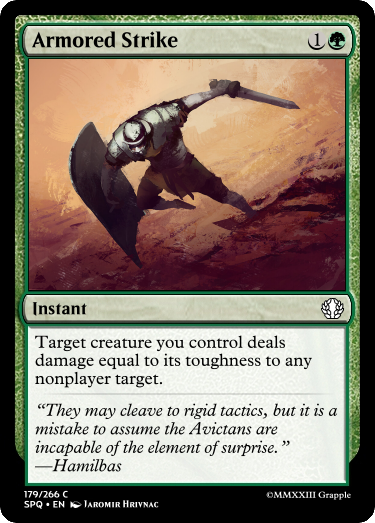 Armored Strike 1
Instant
Target creature you control deals
damage equal to its toughness to any
nonplayer target.
“They may cleave to rigid tactics, but it is a
mistake to assume the Avictans are
incapable of the element of surprise.”
—Hamilbas
179/266 C
SPQ • EN Jaromir Hrivnac
©MMXXIII Grapple